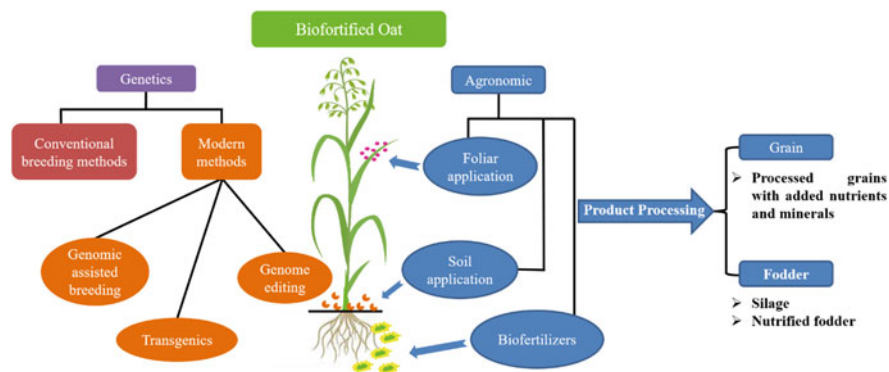 Biofortified Oat
Genetics
Conventional
breeding methods
Modern
methods
Genomic
assisted
breeding
Transgenics
Genome
editing
Agronomic
Foliar
application
Soil
application
Biofertilizers
Product Processing
Grain
➢ Processed grains
with added nutrients
and minerals
Fodder
➢ Silage
➢ Nutrified fodder